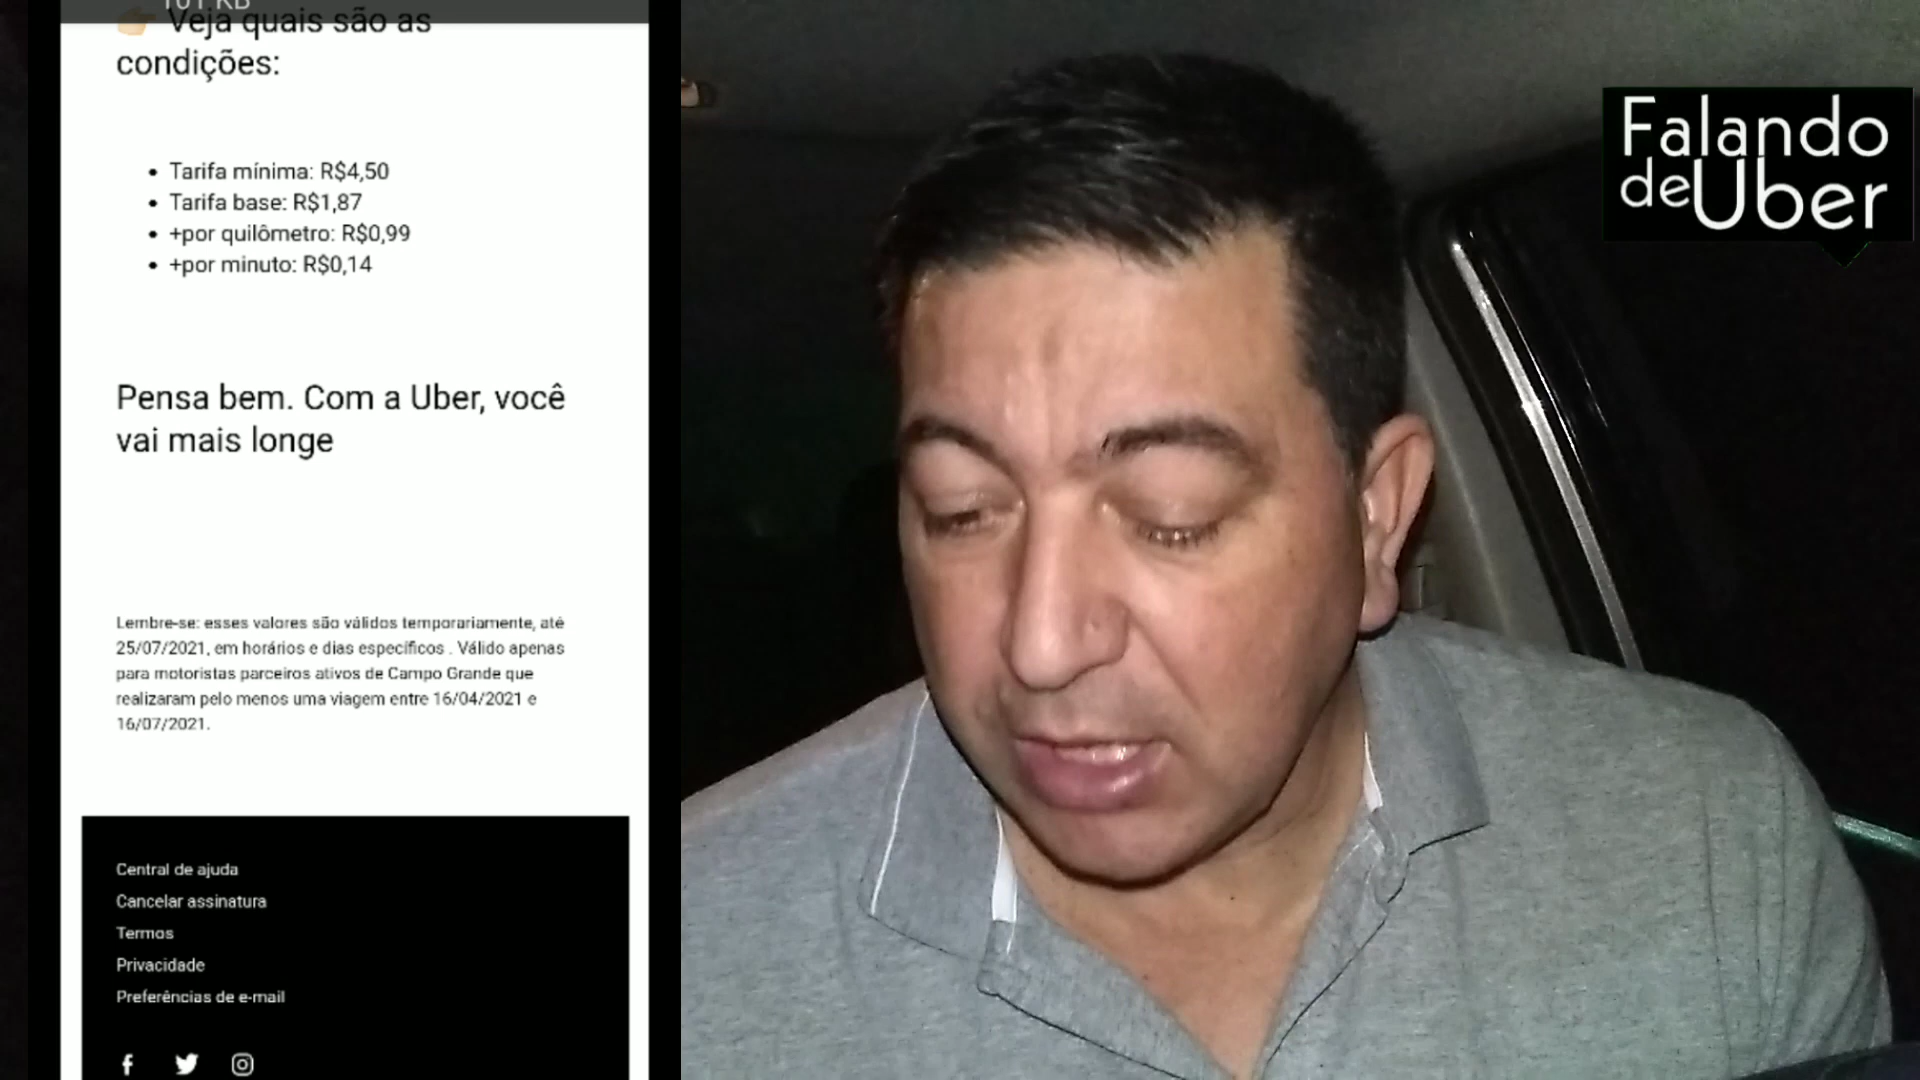 101 KB
Veja quais são as
condições:
• Tarifa mínima: R$4,50
• Tarifa base: R$1,87
• +por quilômetro: R$0,99
• +por minuto: R$0,14
Pensa bem. Com a Uber, você
vai mais longe
Lembre-se: esses valores são válidos temporariamente, até
25/07/2021, em horários e dias específicos . Válido apenas
para motoristas parceiros ativos de Campo Grande que
realizaram pelo menos uma viagem entre 16/04/2021 e
16/07/2021.
Central de ajuda
Cancelar assinatura
Termos
Privacidade
Preferências de e-mail
Falando
deUber